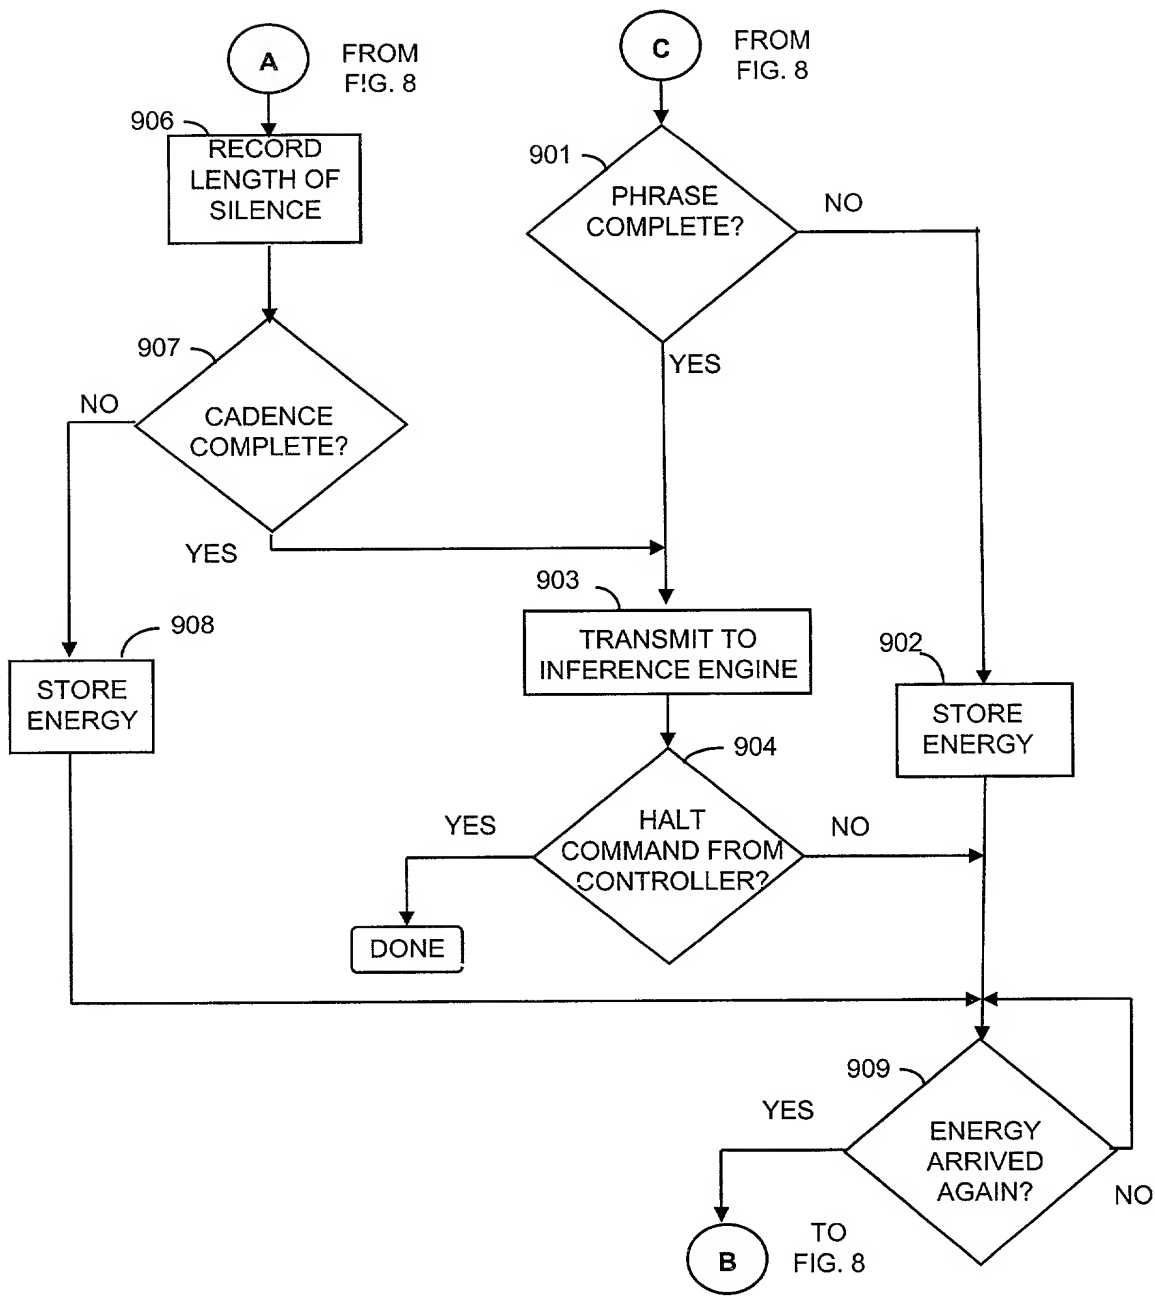 A
FROM
FIG. 8
C
FROM
FIG. 8
906
RECORD
LENGTH OF
SILENCE
901
PHRASE
COMPLETE?
NO
YES
907
NO
CADENCE
COMPLETE?
YES
903
TRANSMIT TO
INFERENCE ENGINE
908
STORE
ENERGY
902
STORE
ENERGY
904
HALT
COMMAND FROM
CONTROLLER?
YES
NO
DONE
909
ENERGY
ARRIVED
AGAIN?
YES
NO
B
TO
FIG. 8